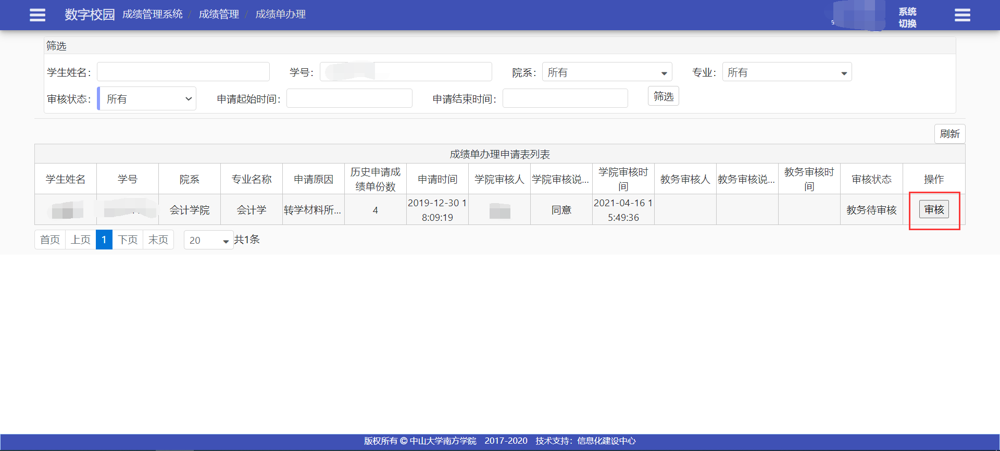 数字校园 成绩管理系统 / 成绩管理 / 成绩单办理
系统
切换
筛选
学生姓名： 学号： 院系： 所有 专业： 所有
审核状态： 所有 申请起始时间： 申请结束时间： 筛选
刷新
成绩单办理申请表列表
学生姓名 学号 院系 专业名称 申请原因 历史申请成
绩单份数 申请时间 学院审核人 学院审核说... 学院审核时
间 教务审核人 教务审核说... 教务审核时
间 审核状态 操作
会计学院 会计学 转学材料所... 4 2019-12-30 1
8:09:19 同意 2021-04-16 1
5:49:36 教务待审核 审核
首页 上页 1 下页 末页 20 共1条
版权所有 © 中山大学南方学院 2017-2020 技术支持：信息化建设中心